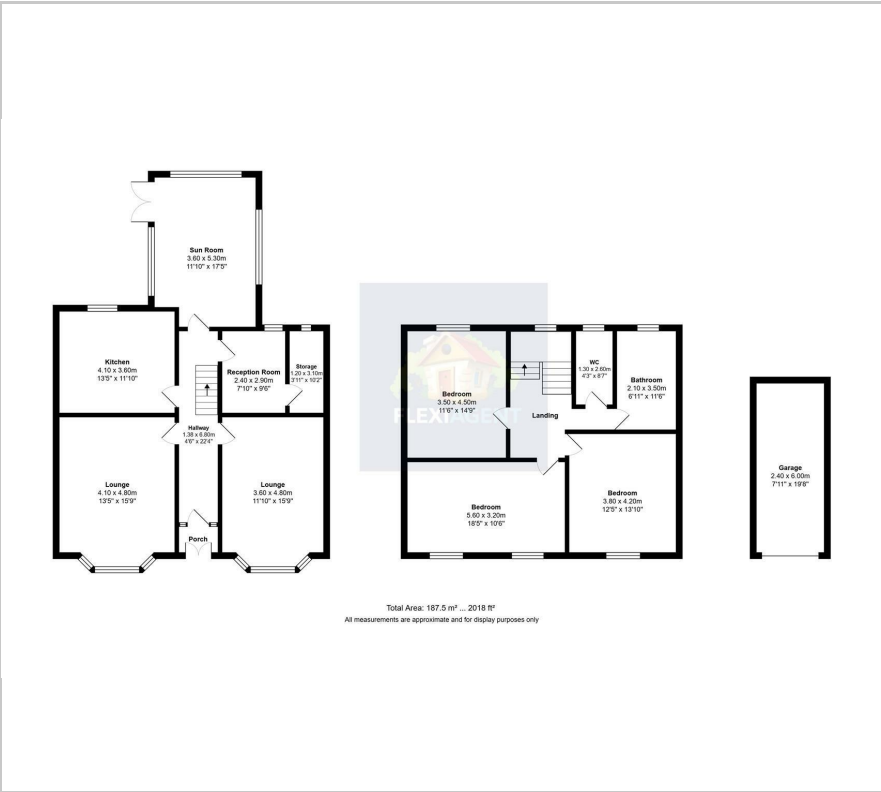 Sun Room
3.60 x 5.30m
11'10" x 17'5"
Kitchen
4.10 x 3.60m
13'5" x 11'10"
Reception Room
2.40 x 2.90m
7'10" x 9'6"
Storage
1.20 x 3.10m
3'11" x 10'2"
Hallway
1.38 x 6.80m
4'6" x 22'4"
Lounge
4.10 x 4.80m
13'5" x 15'9"
Lounge
3.60 x 4.80m
11'10" x 15'9"
Porch
Bedroom
3.50 x 4.50m
11'6" x 14'9"
FLEXIAGENT
Landing
WC
1.30 x 2.60m
4'3" x 8'7"
Bathroom
2.10 x 3.50m
6'11" x 11'6"
Bedroom
5.60 x 3.20m
18'5" x 10'6"
Bedroom
3.80 x 4.20m
12'5" x 13'10"
Garage
2.40 x 6.00m
7'11" x 19'8"
Total Area: 187.5 m² ... 2018 ft²
All measurements are approximate and for display purposes only